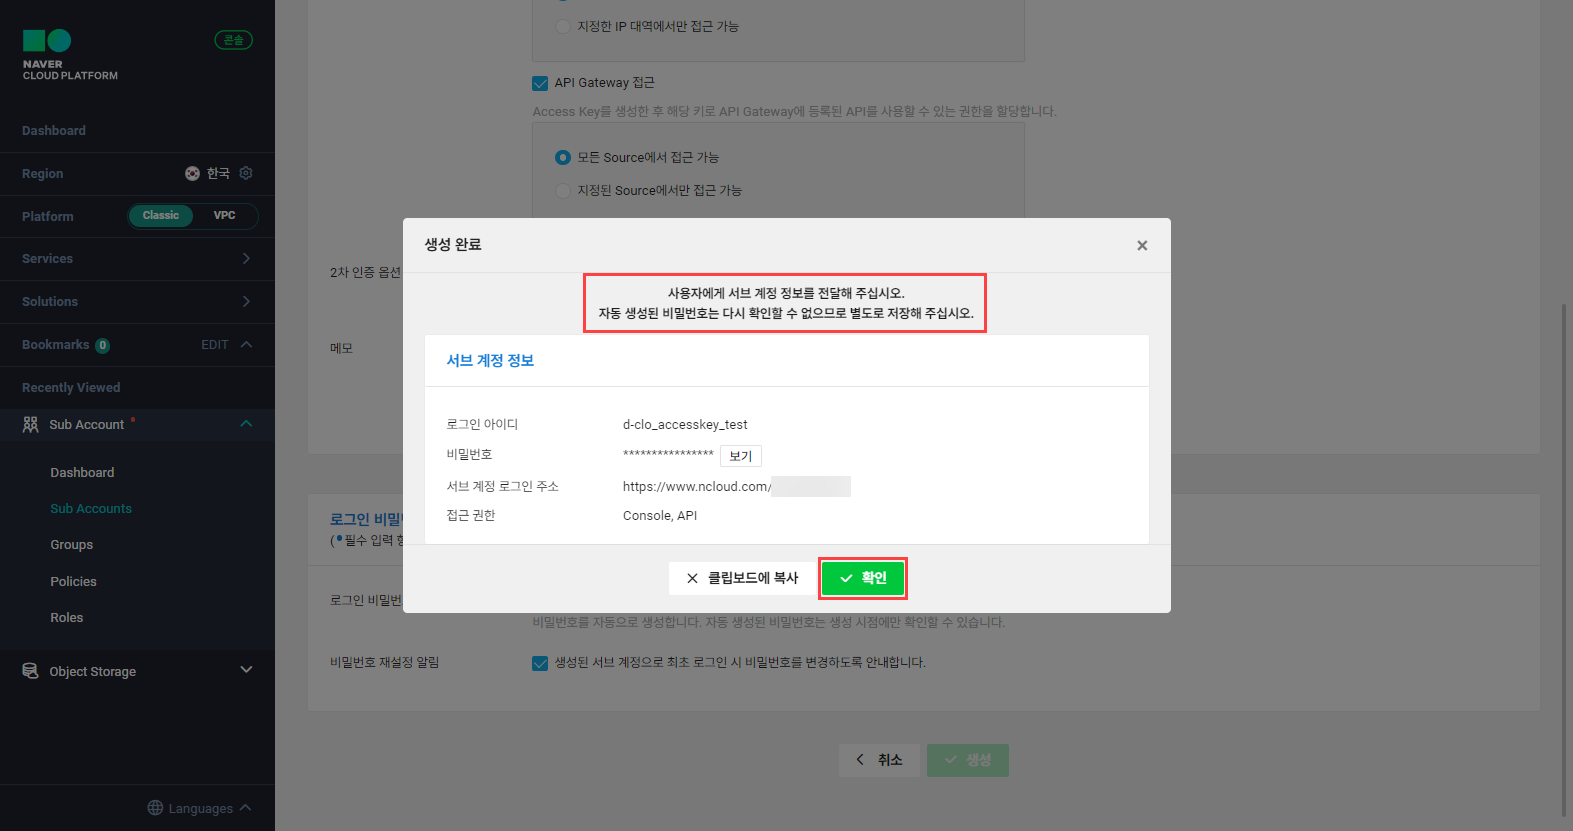 NAVER
CLOUD PLATFORM
콘솔
Dashboard
Region 한국
Platform Classic VPC
Services
Solutions
Bookmarks 0 EDIT
Recently Viewed
Sub Account
Dashboard
Sub Accounts
Groups
Policies
Roles
Object Storage
Languages
지정한 IP 대역에서만 접근 가능
API Gateway 접근
Access Key를 생성한 후 해당 키로 API Gateway에 등록된 API를 사용할 수 있는 권한을 할당합니다.
모든 Source에서 접근 가능
지정된 Source에서만 접근 가능
2차 인증 옵션
메모
생성 완료
사용자에게 서브 계정 정보를 전달해 주십시오.
자동 생성된 비밀번호는 다시 확인할 수 없으므로 별도로 저장해 주십시오.
서브 계정 정보
로그인 아이디 d-clo_accesskey_test
비밀번호 **************** 보기
서브 계정 로그인 주소 https://www.ncloud.com/
접근 권한 Console, API
클립보드에 복사 확인
로그인
(•필수 입력
로그인
비밀번호를 자동으로 생성합니다. 자동 생성된 비밀번호는 생성 시점에만 확인할 수 있습니다.
비밀번호 재설정 알림 생성된 서브 계정으로 최초 로그인 시 비밀번호를 변경하도록 안내합니다.
취소 생성